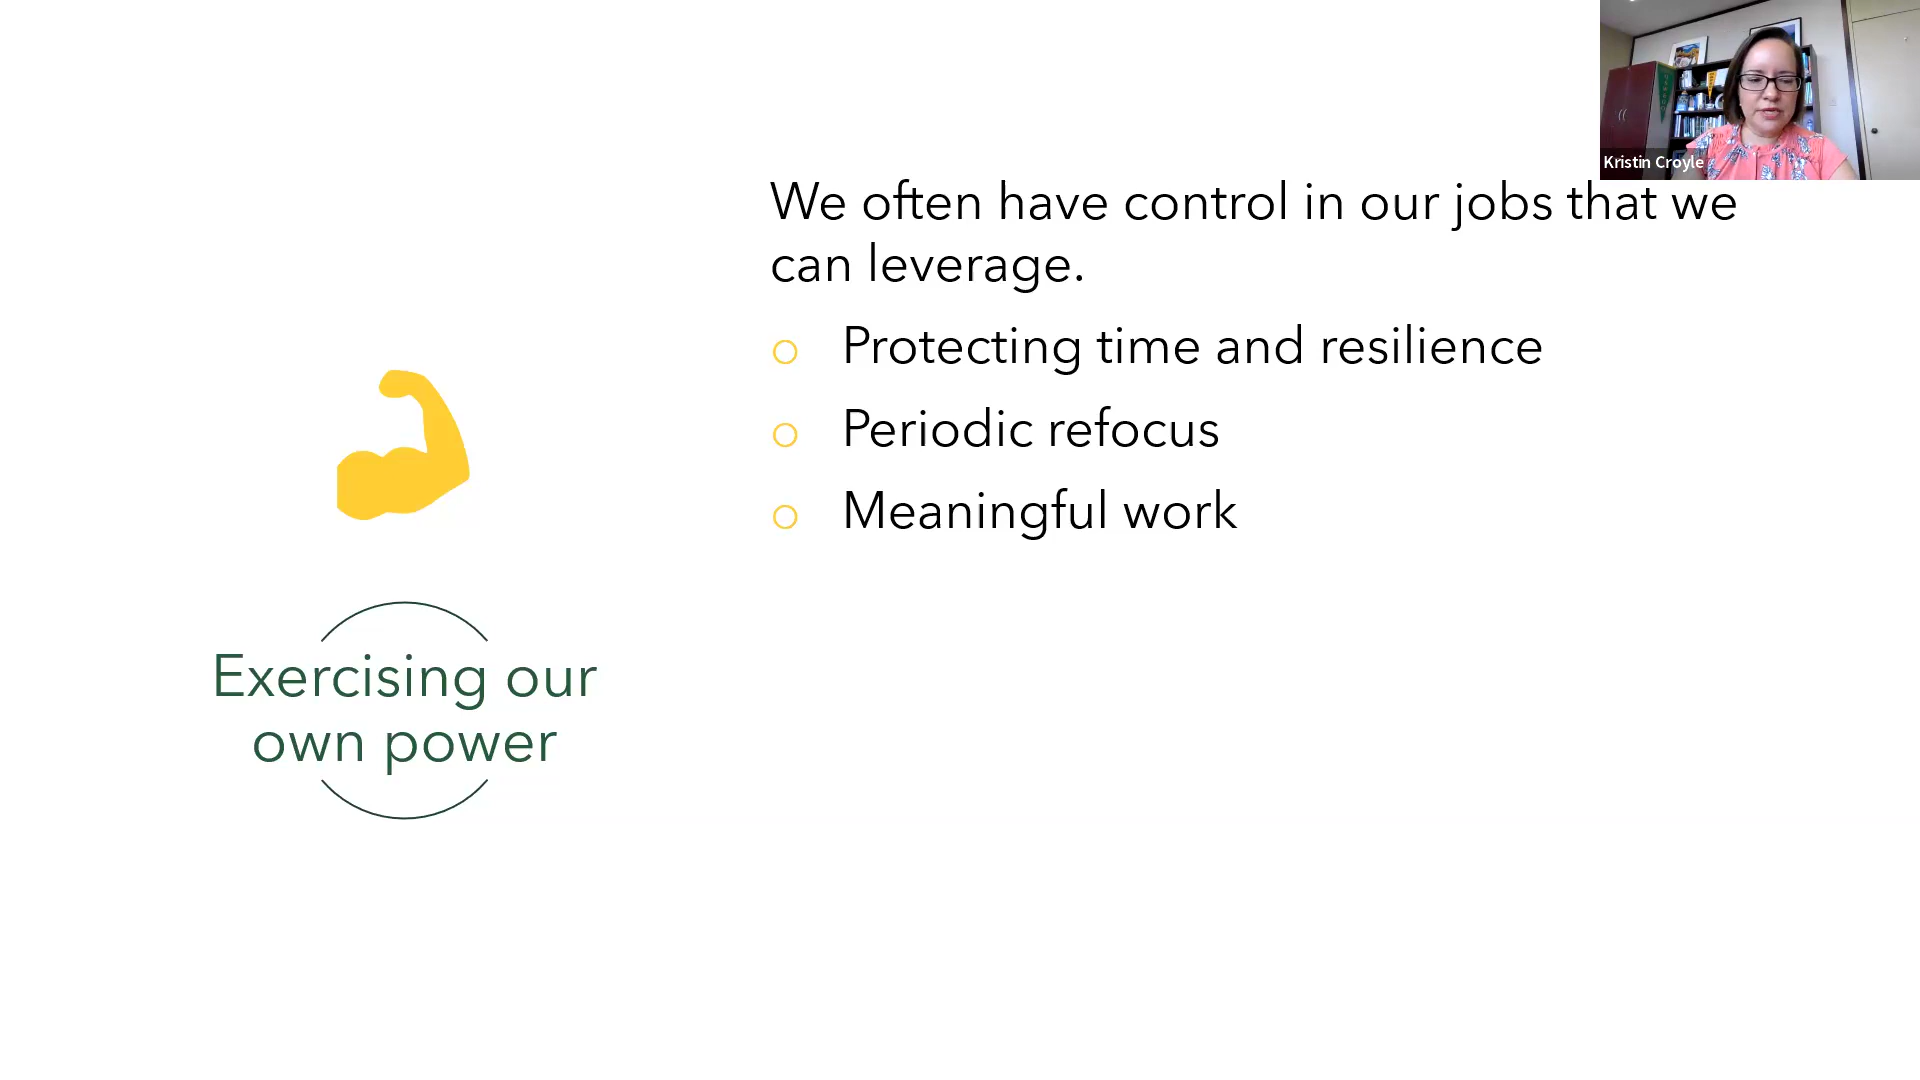 Kristin Croyle
We often have control in our jobs that we
can leverage.
Protecting time and resilience
Periodic refocus
Meaningful work
Exercising our
own power